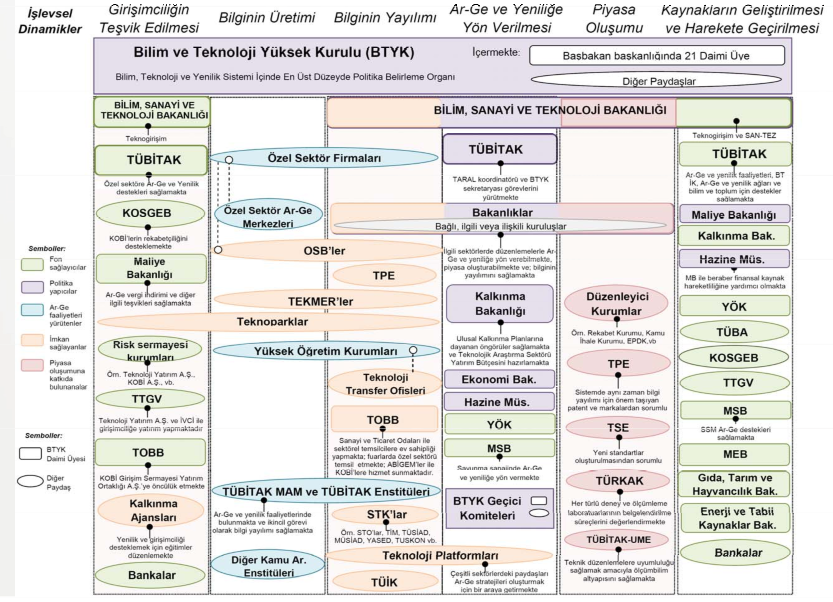 İşlevsel
Dinamikler
Girişimciliğin
Teşvik Edilmesi
Bilginin Üretimi
Bilginin Yayılımı
Ar-Ge ve Yeniliğe
Yön Verilmesi
Piyasa
Oluşumu
Kaynakların Geliştirilmesi
ve Harekete Geçirilmesi
Bilim ve Teknoloji Yüksek Kurulu (BTYK)
İçermekte:
Başbakan başkanlığında 21 Daimi Üye
Bilim, Teknoloji ve Yenilik Sistemi İçinde En Üst Düzeyde Politika Belirleme Organı
Diğer Paydaşlar
BİLİM, SANAYİ VE
TEKNOLOJİ BAKANLIĞI
BİLİM, SANAYİ VE TEKNOLOJİ BAKANLIĞI
Teknogirişim
TÜBİTAK
Özel sektöre Ar-Ge ve Yenilik
destekleri sağlamakta
KOSGEB
KOBİ'lerin rekabetçiliğini
desteklemekte
Maliye
Bakanlığı
Ar-Ge vergi indirimi ve diğer
ilgili teşvikleri sağlamakta
Teknoparklar
Risk sermayesi
kurumları
Örn. Teknoloji Yatırım A.Ş.,
KOBİ A.Ş., vb.
TTGV
Teknoloji Yatırım A.Ş. ve İVCİ ile
girişimciliğe yatırım yapmaktadır
TOBB
KOBİ Girişim Sermayesi Yatırım
Ortaklığı A.Ş.'ye öncülük etmekte
Kalkınma
Ajansları
Yenilik ve girişimciliği
desteklemek için eğitimler
düzenlemekte
Bankalar
Özel Sektör Firmaları
Özel Sektör Ar-Ge
Merkezleri
OSB'ler
TPE
TEKMER'ler
Yüksek Öğretim Kurumları
Teknoloji
Transfer Ofisleri
TOBB
Sanayi ve Ticaret Odaları ile
sektörel temsilcilere ev sahipliği
yapmakta; fuarlarda özel sektörü
temsil etmekte; ABİGEM'ler ile
KOBİ'lere hizmet sunmaktadır.
TÜBİTAK MAM ve TÜBİTAK Enstitüleri
Ar-Ge ve yenilik faaliyetlerinde
bulunmakta ve ikincil görevi
olarak bilgi yayılımı sağlamakta
STK'lar
Örn. STO'lar, TİM, TÜSİAD,
MÜSİAD, YASED, TUSKON vb.
Diğer Kamu Ar.
Enstitüleri
Teknoloji Platformları
Çeşitli sektörlerdeki paydaşları
Ar-Ge stratejileri oluşturmak
için bir araya getirmekte
TÜİK
TÜBİTAK
TARAL koordinatörü ve BTYK
sekretaryası görevlerini
yürütmekte
Bakanlıklar
Bağlı, ilgili veya ilişkili kuruluşlar
İlgili sektörlerde düzenlemelerle Ar-
Ge ve yeniliğe yön verebilmekte,
piyasa oluşturabilmekte ve bilginin
yayılımını sağlamakta
Kalkınma
Bakanlığı
Ulusal Kalkınma Planlarına
dayanan öngörüler sağlamakta
ve Teknolojik Araştırma Sektörü
Yatırım Bütçesini hazırlamakta
Ekonomi Bak.
Hazine Müs.
YÖK
MSB
Savunma sanayinde Ar-Ge
ve yeniliğe yön vermekte
BTYK Geçici
Komiteleri
Düzenleyici
Kurumlar
Örn. Rekabet Kurumu, Kamu
İhale Kurumu, EPDK,vb
TPE
Sistemde aynı zaman bilgi
yayılımı için önem taşıyan
patent ve markalardan sorumlu
TSE
Yeni standartlar
oluşturulmasından sorumlu
TÜRKAK
Her türlü deney ve ölçümleme
laboratuarlarının belgelendirilme
süreçlerini değerlendirmekte
TÜBİTAK-UME
Teknik düzenlemelere uyumluluğu
sağlamak amacıyla ölçümbilim
altyapısını sağlamakta
Teknogirişim ve SAN-TEZ
TÜBİTAK
Ar-Ge ve yenilik faaliyetleri, BT
İK, Ar-Ge ve yenilik ağları ve
bilim ve toplum için destekler
sağlamakta
Maliye Bakanlığı
Kalkınma Bak.
Hazine Müs.
MB ile beraber finansal kaynak
hareketliliğine yardımcı olmakta
YÖK
TÜBA
KOSGEB
TTGV
MSB
SSM Ar-Ge destekleri
sağlamakta
MEB
Gıda, Tarım ve
Hayvancılık Bak.
Enerji ve Tabii
Kaynaklar Bak.
Bankalar
Semboller:
Fon
sağlayıcılar
Politika
yapıcılar
Ar-Ge
faaliyetleri
yürütenler
İmkan
sağlayanlar
Piyasa
oluşumuna
katkıda
bulunanalar
Semboller:
BTYK
Daimi Üyesi
Diğer
Paydaş